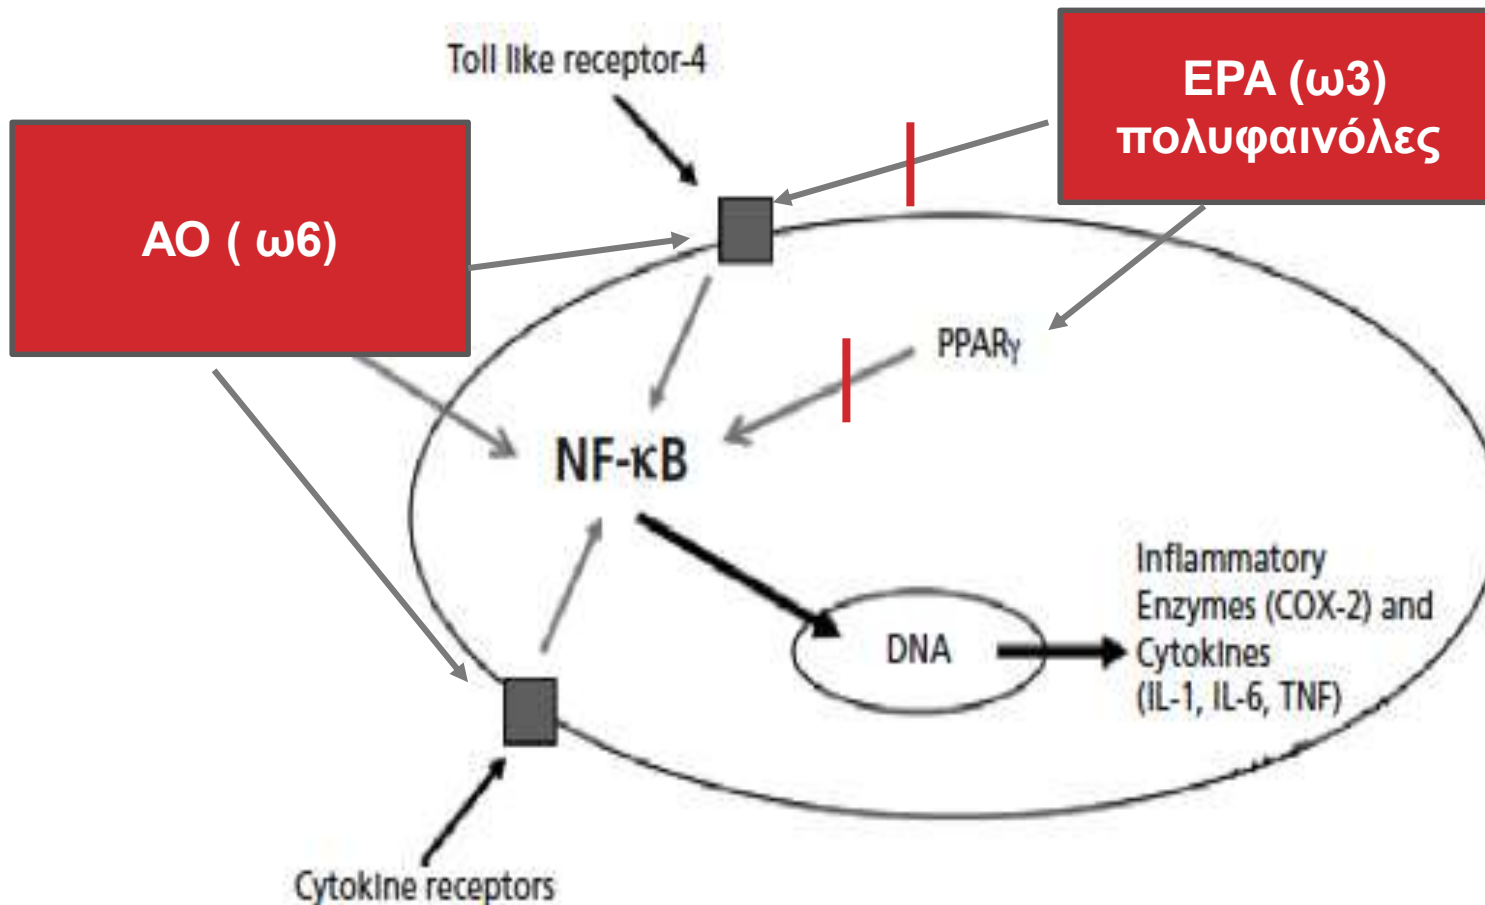 Toll like receptor-4
EPA (ω3)
πολυφαινόλες
ΑΟ ( ω6)
PPARγ
NF-κB
DNA
Inflammatory
Enzymes (COX-2) and
Cytokines
(IL-1, IL-6, TNF)
Cytokine receptors